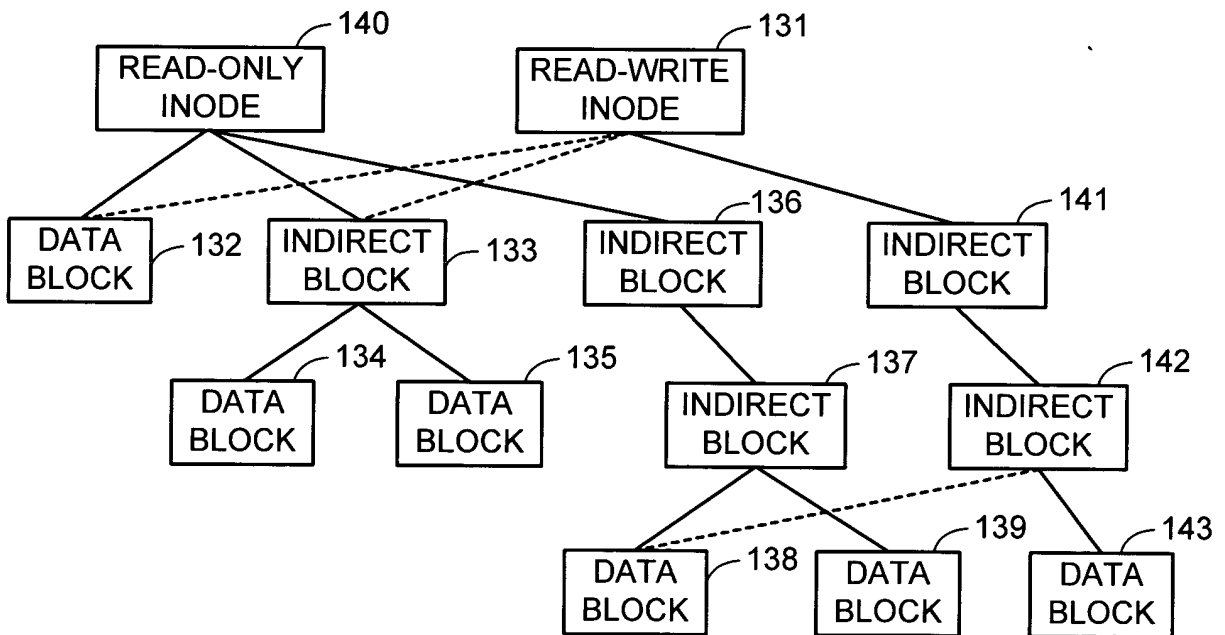 140
131
READ-ONLY
INODE
READ-WRITE
INODE
136
141
DATA
BLOCK
132
INDIRECT
BLOCK
133
INDIRECT
BLOCK
INDIRECT
BLOCK
134
135
137
142
DATA
BLOCK
DATA
BLOCK
INDIRECT
BLOCK
INDIRECT
BLOCK
139
143
DATA
BLOCK
138
DATA
BLOCK
DATA
BLOCK